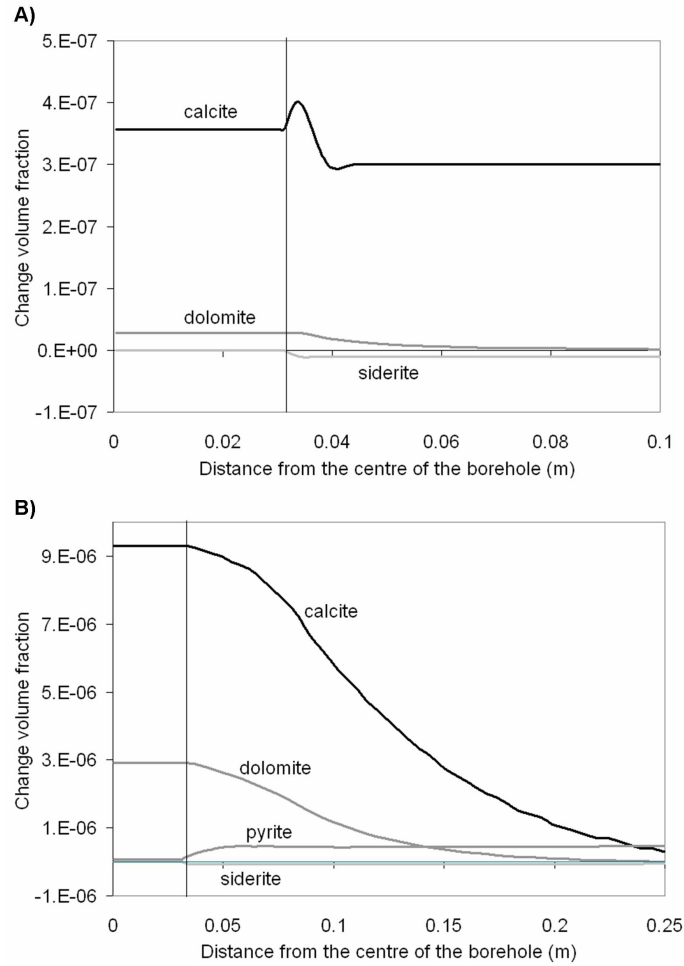 A)
5.E-07
4.E-07
3.E-07
2.E-07
1.E-07
0.E+00
-1.E-07
Change volume fraction
calcite
dolomite
siderite
0 0.02 0.04 0.06 0.08 0.1
Distance from the centre of the borehole (m)
B)
9.E-06
7.E-06
5.E-06
3.E-06
1.E-06
-1.E-06
Change volume fraction
calcite
dolomite
pyrite
siderite
0 0.05 0.1 0.15 0.2 0.25
Distance from the centre of the borehole (m)